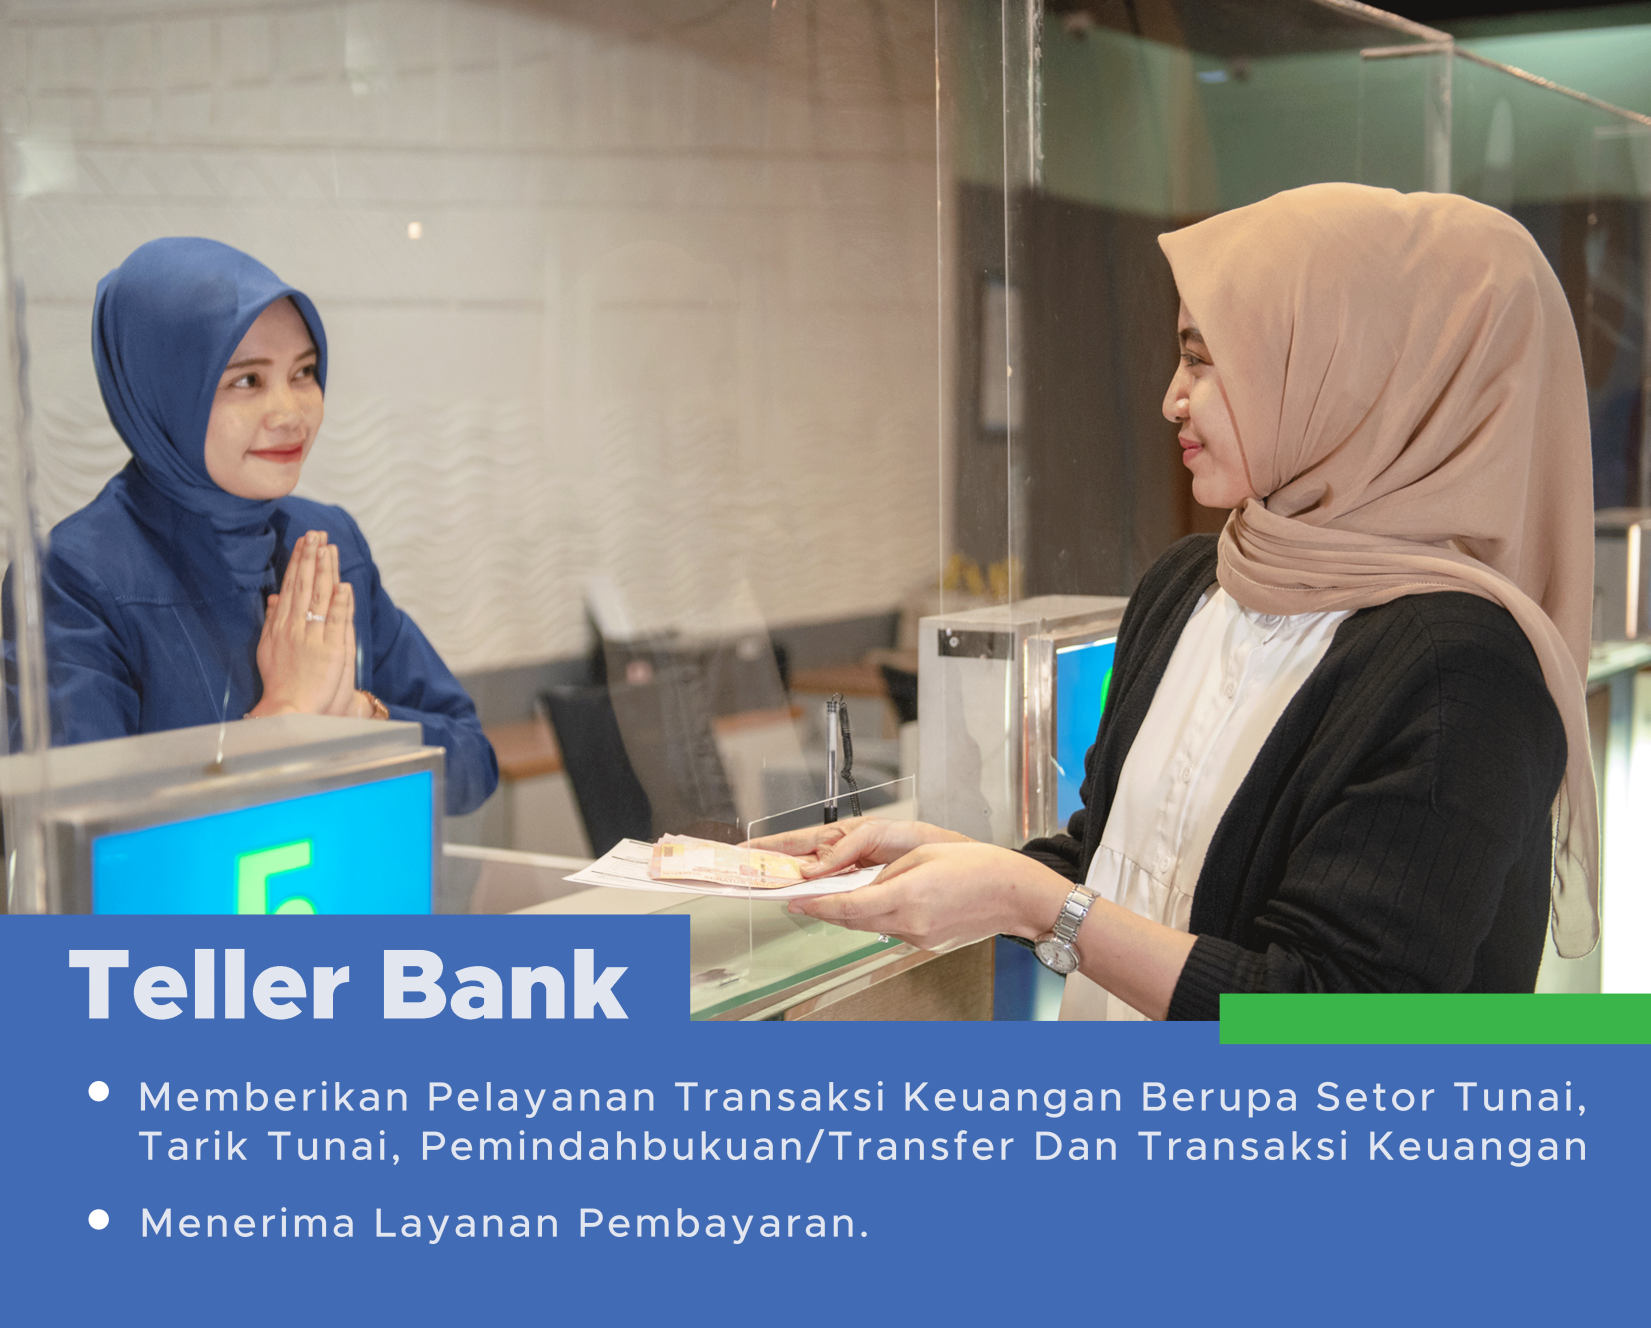 5
Teller Bank
Memberikan Pelayanan Transaksi Keuangan Berupa Setor Tunai,
Tarik Tunai, Pemindahbukuan/Transfer Dan Transaksi Keuangan
Menerima Layanan Pembayaran.